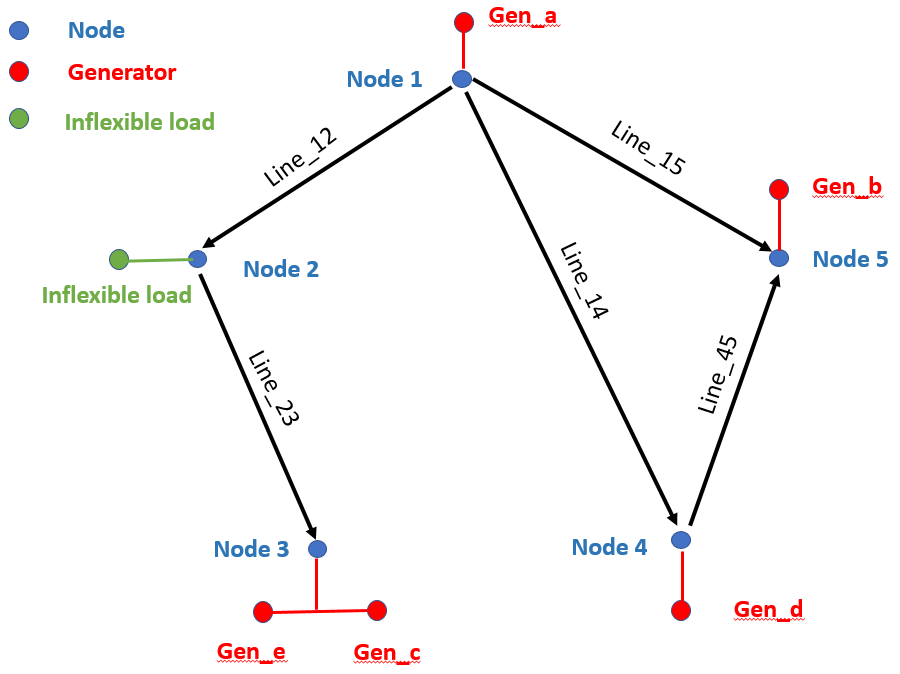 Gen_a
Node
Generator
Node 1
Inflexible load
Line_12
Line_15
Gen_b
Node 2
Node 5
Inflexible load
Line_14
Line_23
Line_45
Node 3
Node 4
Gen_d
Gen_e
Gen_c